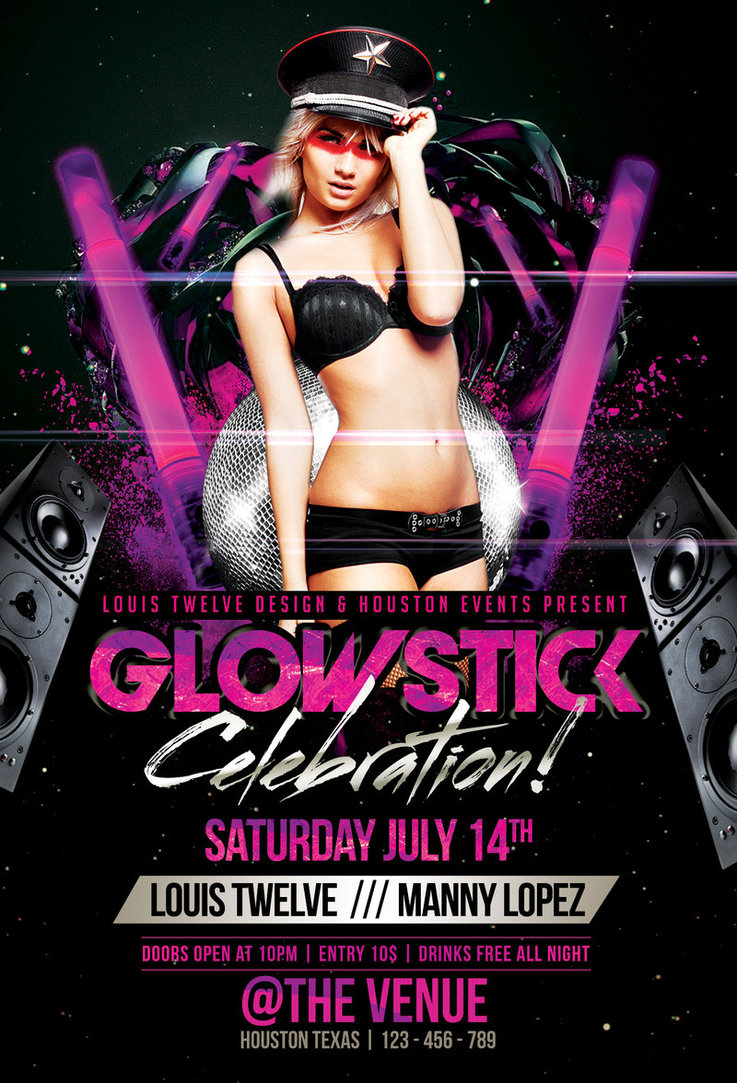 LOUIS TWELVE DESIGN & HOUSTON EVENTS PRESENT
GLOWSTICK
Celebration!
SATURDAY JULY 14TH
LOUIS TWELVE /// MANNY LOPEZ
DOORS OPEN AT 10PM | ENTRY 10$ | DRINKS FREE ALL NIGHT
@THE VENUE
HOUSTON TEXAS | 123 - 456 - 789